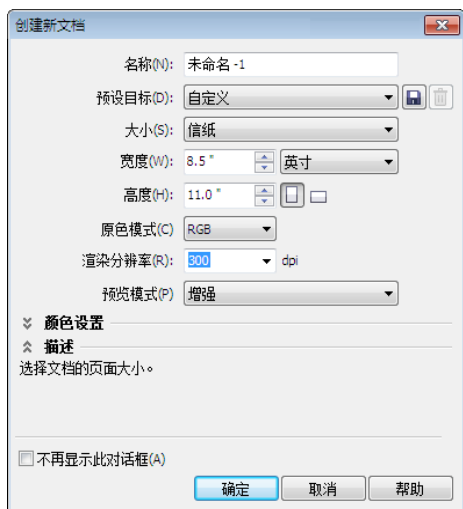 创建新文档
名称(N): 未命名 -1
预设目标(D): 自定义
大小(S): 信纸
宽度(W): 8.5 " 英寸
高度(H): 11.0 "
原色模式(C) RGB
渲染分辨率(R): 300 dpi
预览模式(P) 增强
颜色设置
描述
选择文档的页面大小。
不再显示此对话框(A)
确定 取消 帮助